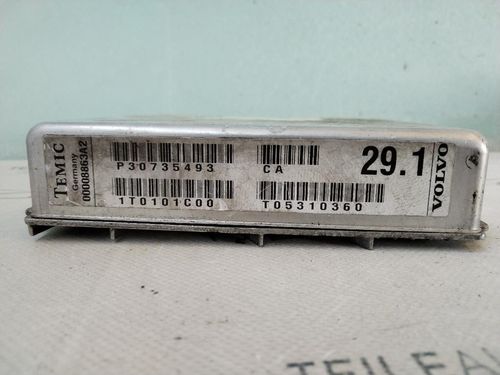 TEMIC
Germany
00008863A2
P30735493
CA
1T0101C00
T05310360
29.1
VOLVO